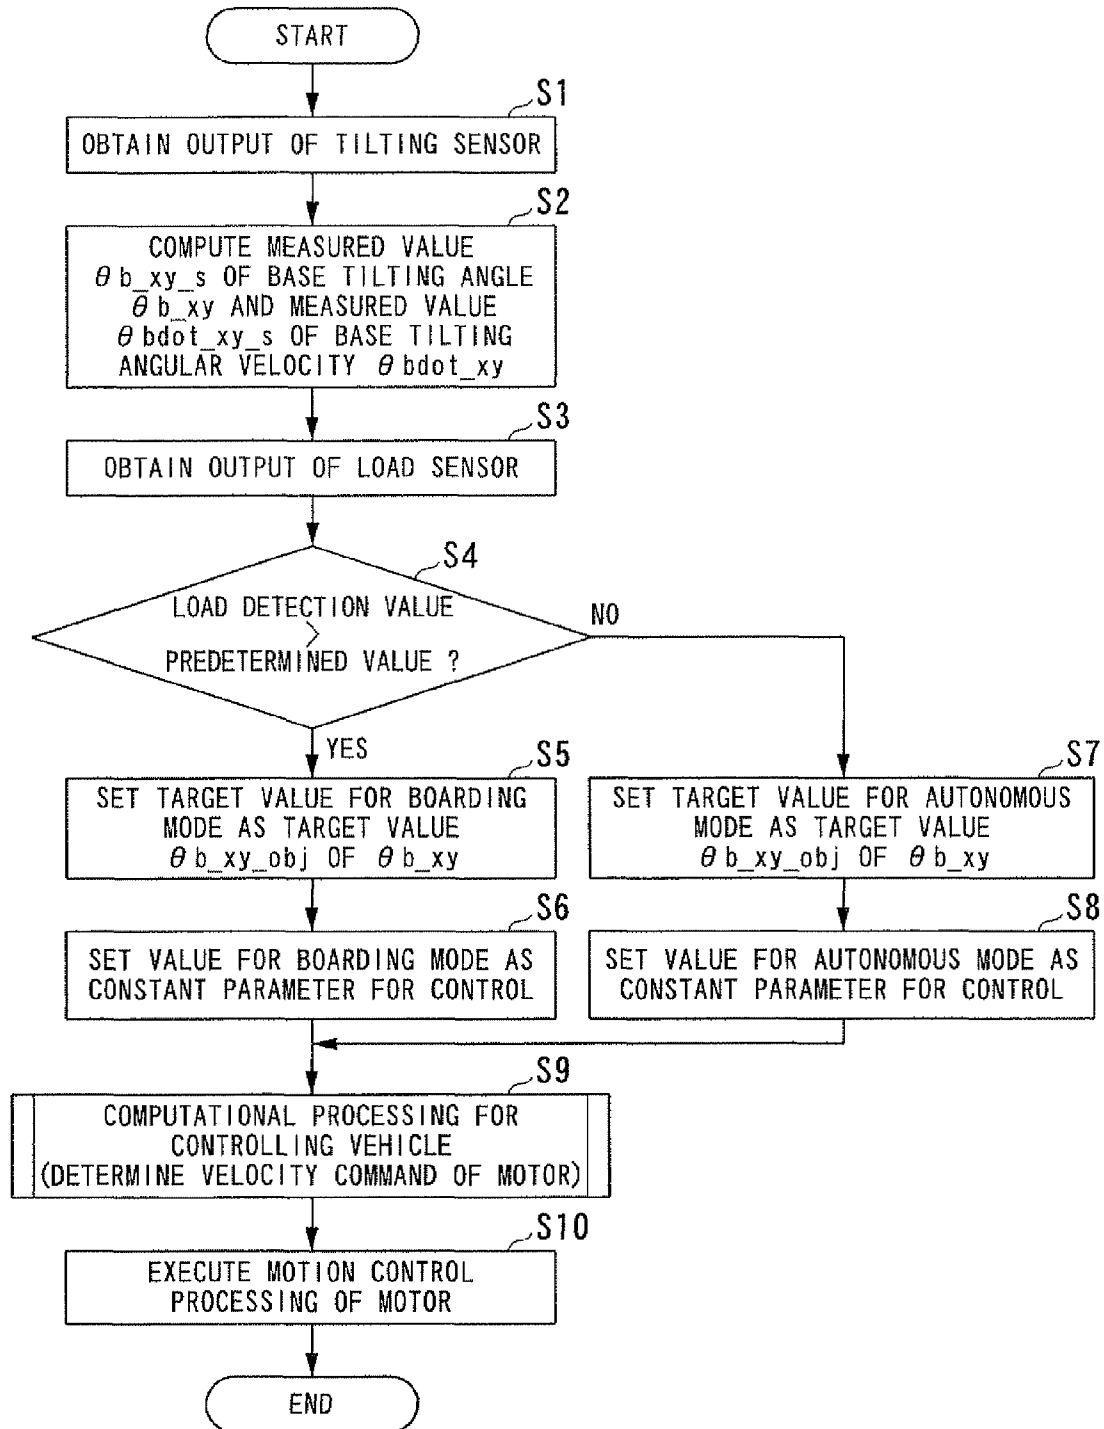 START
S1
OBTAIN OUTPUT OF TILTING SENSOR
S2
COMPUTE MEASURED VALUE
θb_xy_s OF BASE TILTING ANGLE
θb_xy AND MEASURED VALUE
θbdot_xy_s OF BASE TILTING
ANGULAR VELOCITY θbdot_xy
S3
OBTAIN OUTPUT OF LOAD SENSOR
S4
LOAD DETECTION VALUE
>
PREDETERMINED VALUE ?
NO
YES
S5
SET TARGET VALUE FOR BOARDING
MODE AS TARGET VALUE
θb_xy_obj OF θb_xy
S7
SET TARGET VALUE FOR AUTONOMOUS
MODE AS TARGET VALUE
θb_xy_obj OF θb_xy
S6
SET VALUE FOR BOARDING MODE AS
CONSTANT PARAMETER FOR CONTROL
S8
SET VALUE FOR AUTONOMOUS MODE AS
CONSTANT PARAMETER FOR CONTROL
S9
COMPUTATIONAL PROCESSING FOR
CONTROLLING VEHICLE
(DETERMINE VELOCITY COMMAND OF MOTOR)
S10
EXECUTE MOTION CONTROL
PROCESSING OF MOTOR
END